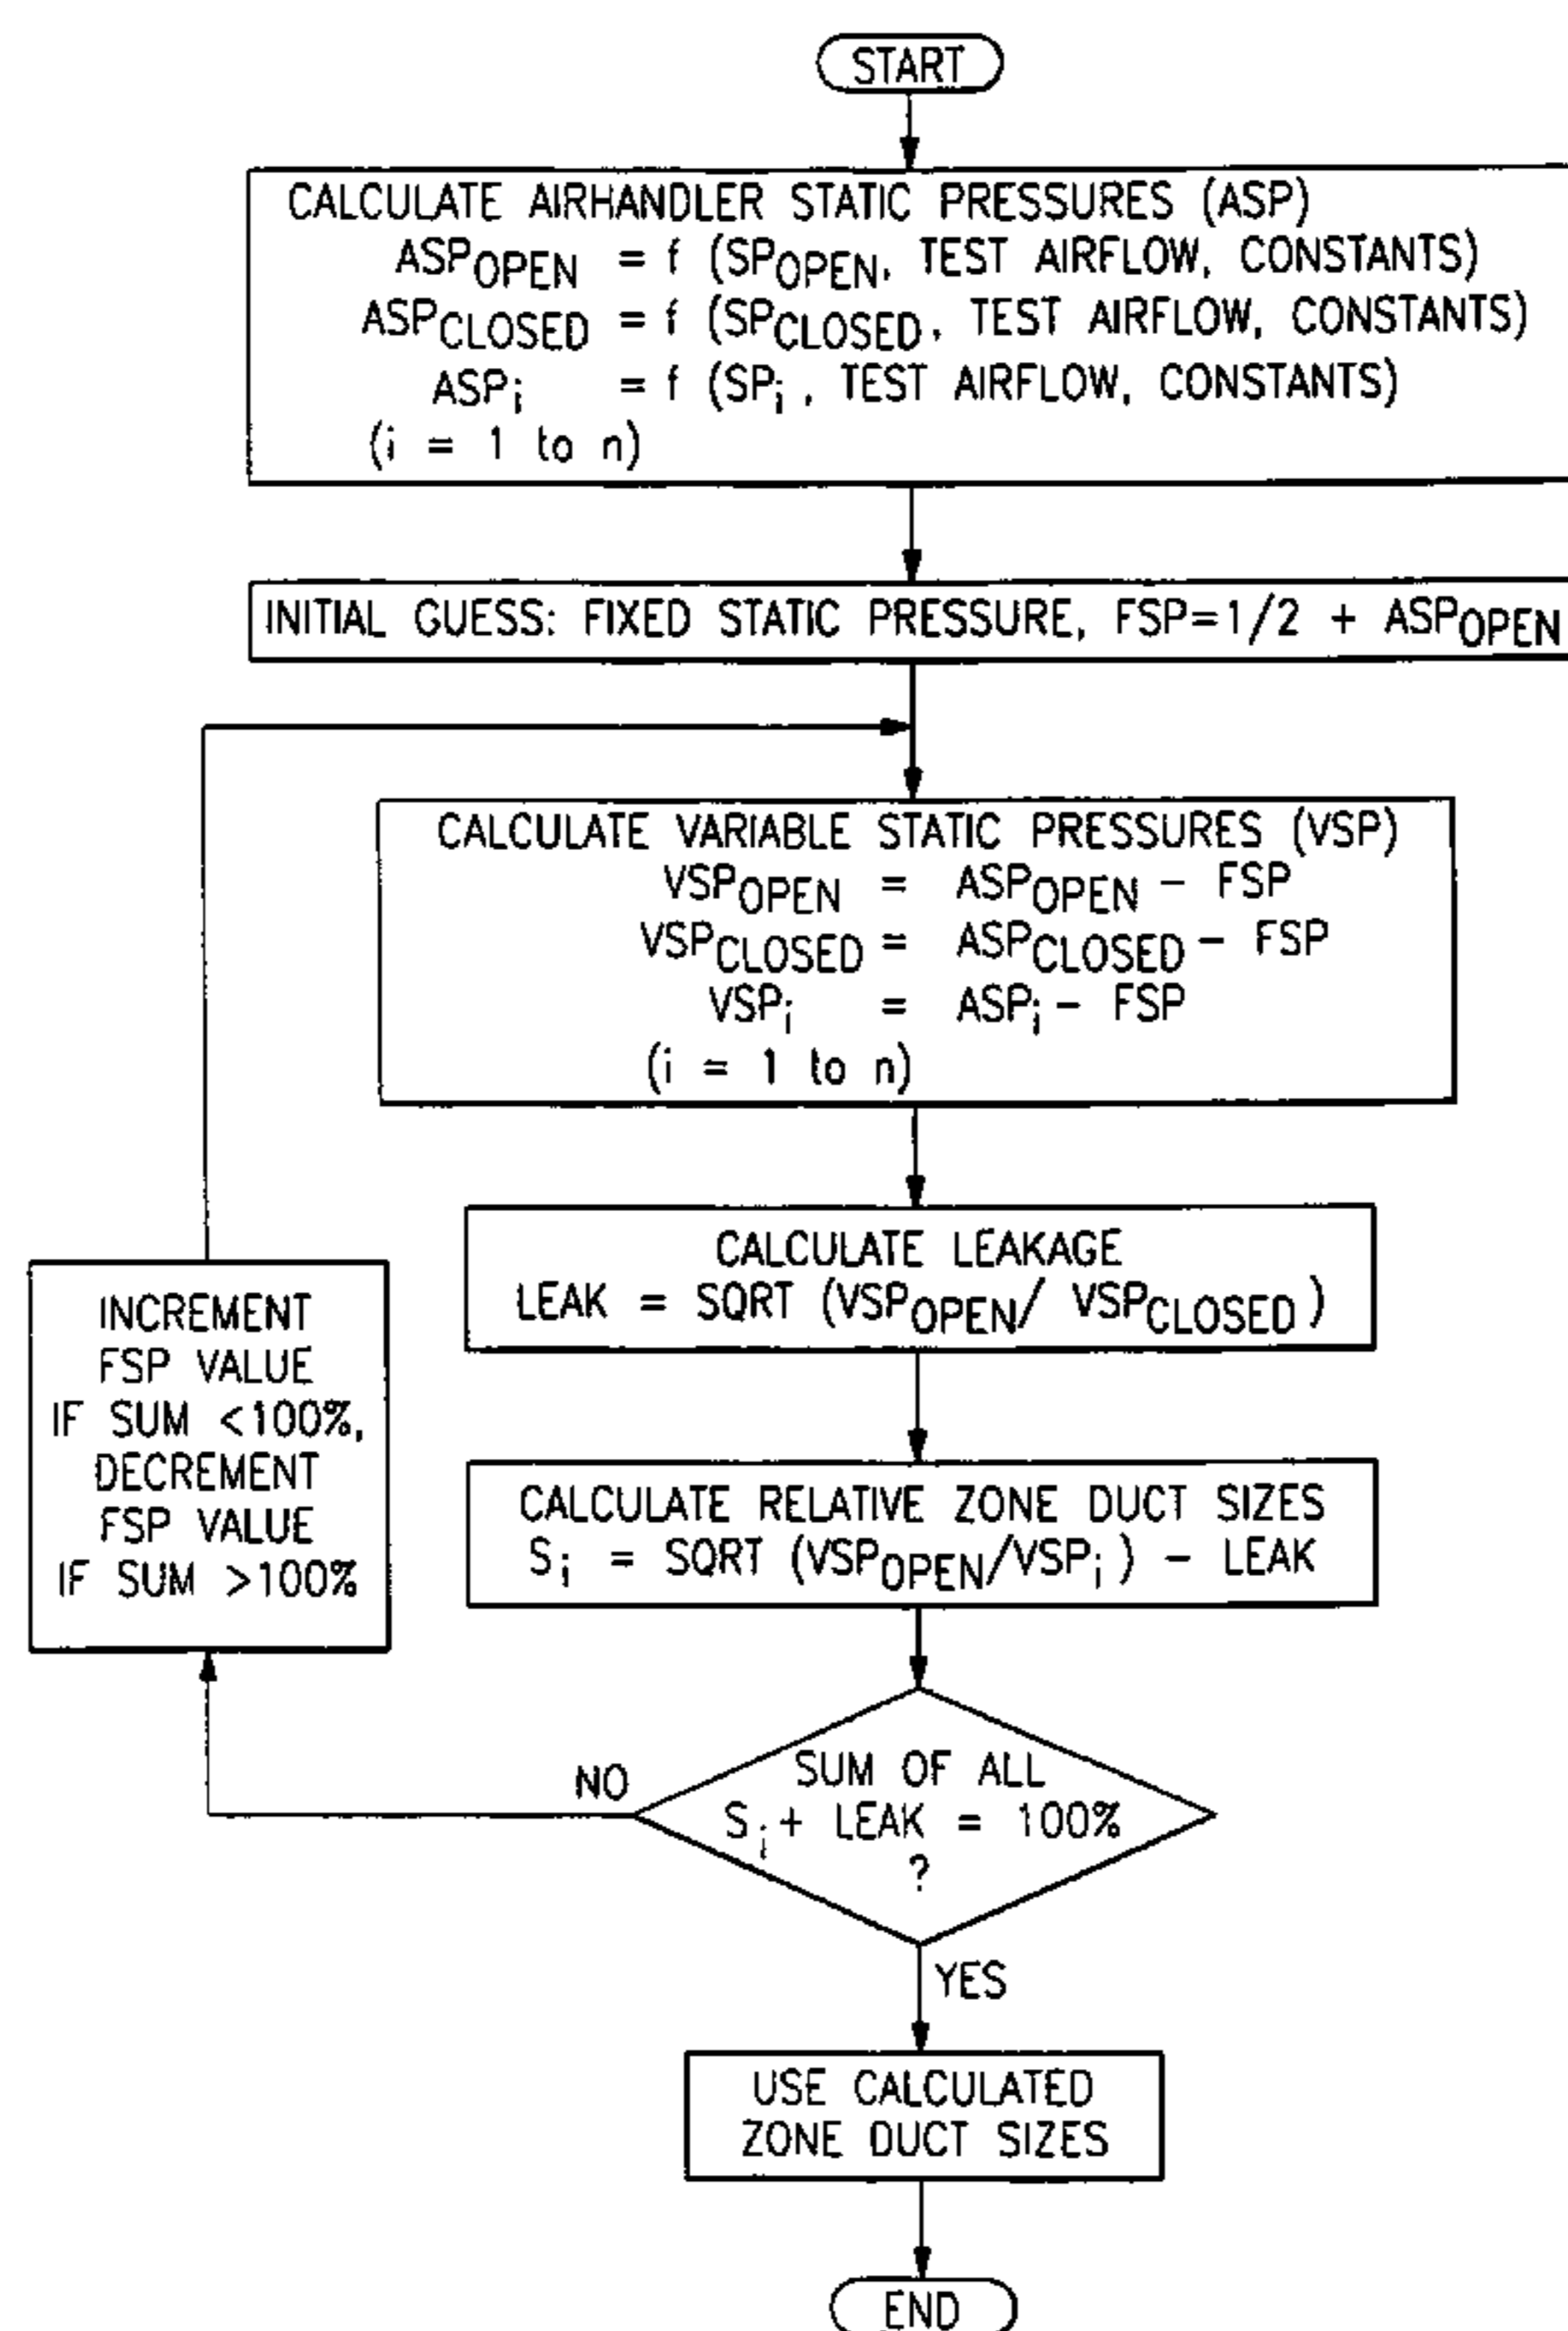 START
CALCULATE AIRHANDLER STATIC PRESSURES (ASP)
ASPOPEN = f (SPOPEN, TEST AIRFLOW, CONSTANTS)
ASPCLOSED = f (SPCLOSED, TEST AIRFLOW, CONSTANTS)
ASPi = f (SPi, TEST AIRFLOW, CONSTANTS)
(i = 1 to n)
INITIAL GUESS: FIXED STATIC PRESSURE, FSP=1/2 + ASPOPEN
CALCULATE VARIABLE STATIC PRESSURES (VSP)
VSPOPEN = ASPOPEN - FSP
VSPCLOSED = ASPCLOSED - FSP
VSPi = ASPi - FSP
(i = 1 to n)
CALCULATE LEAKAGE
LEAK = SQRT (VSPOPEN/ VSPCLOSED)
INCREMENT
FSP VALUE
IF SUM <100%,
DECREMENT
FSP VALUE
IF SUM >100%
CALCULATE RELATIVE ZONE DUCT SIZES
Si = SQRT (VSPOPEN/VSPi) - LEAK
SUM OF ALL
Si + LEAK = 100%
?
NO
YES
USE CALCULATED
ZONE DUCT SIZES
END